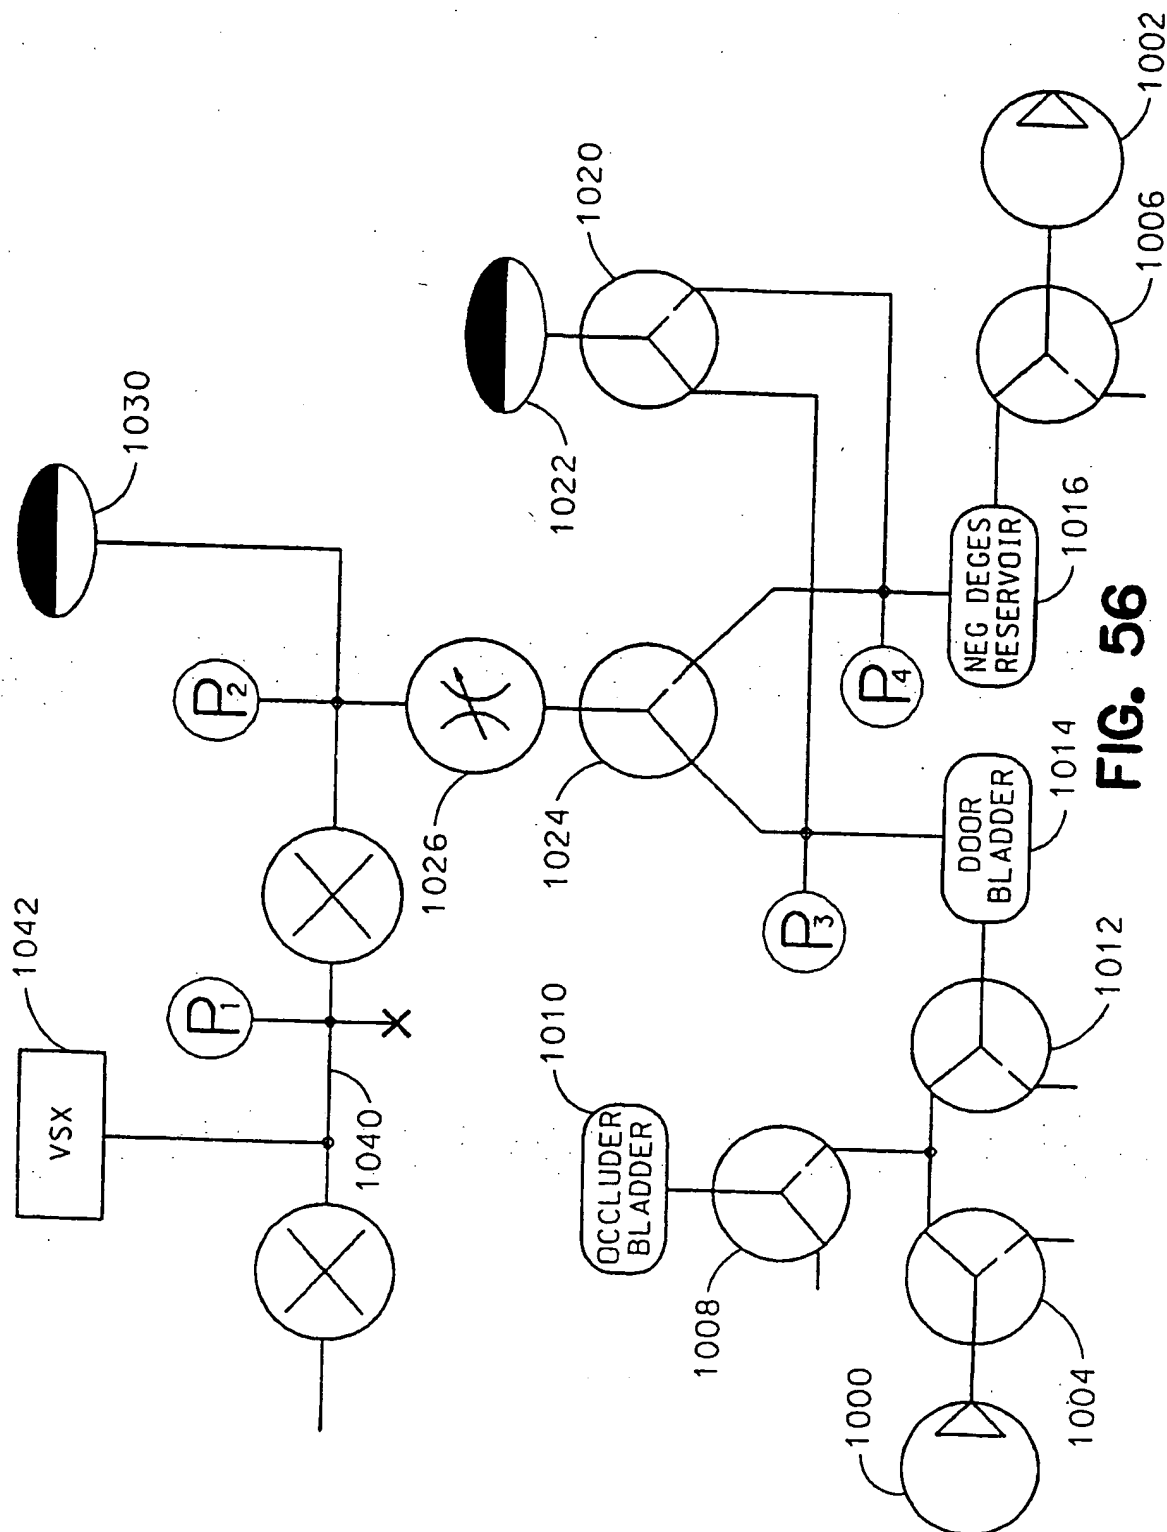 1042
VSX
1030
P1
P2
1040
1026
1010
1024
1022
1020
OCCLUDER
BLADDER
1008
P3
P4
1000
DOOR
BLADDER
NEG DEGES
RESERVOIR
1004
1012
1014
1016
1006
1002
FIG. 56